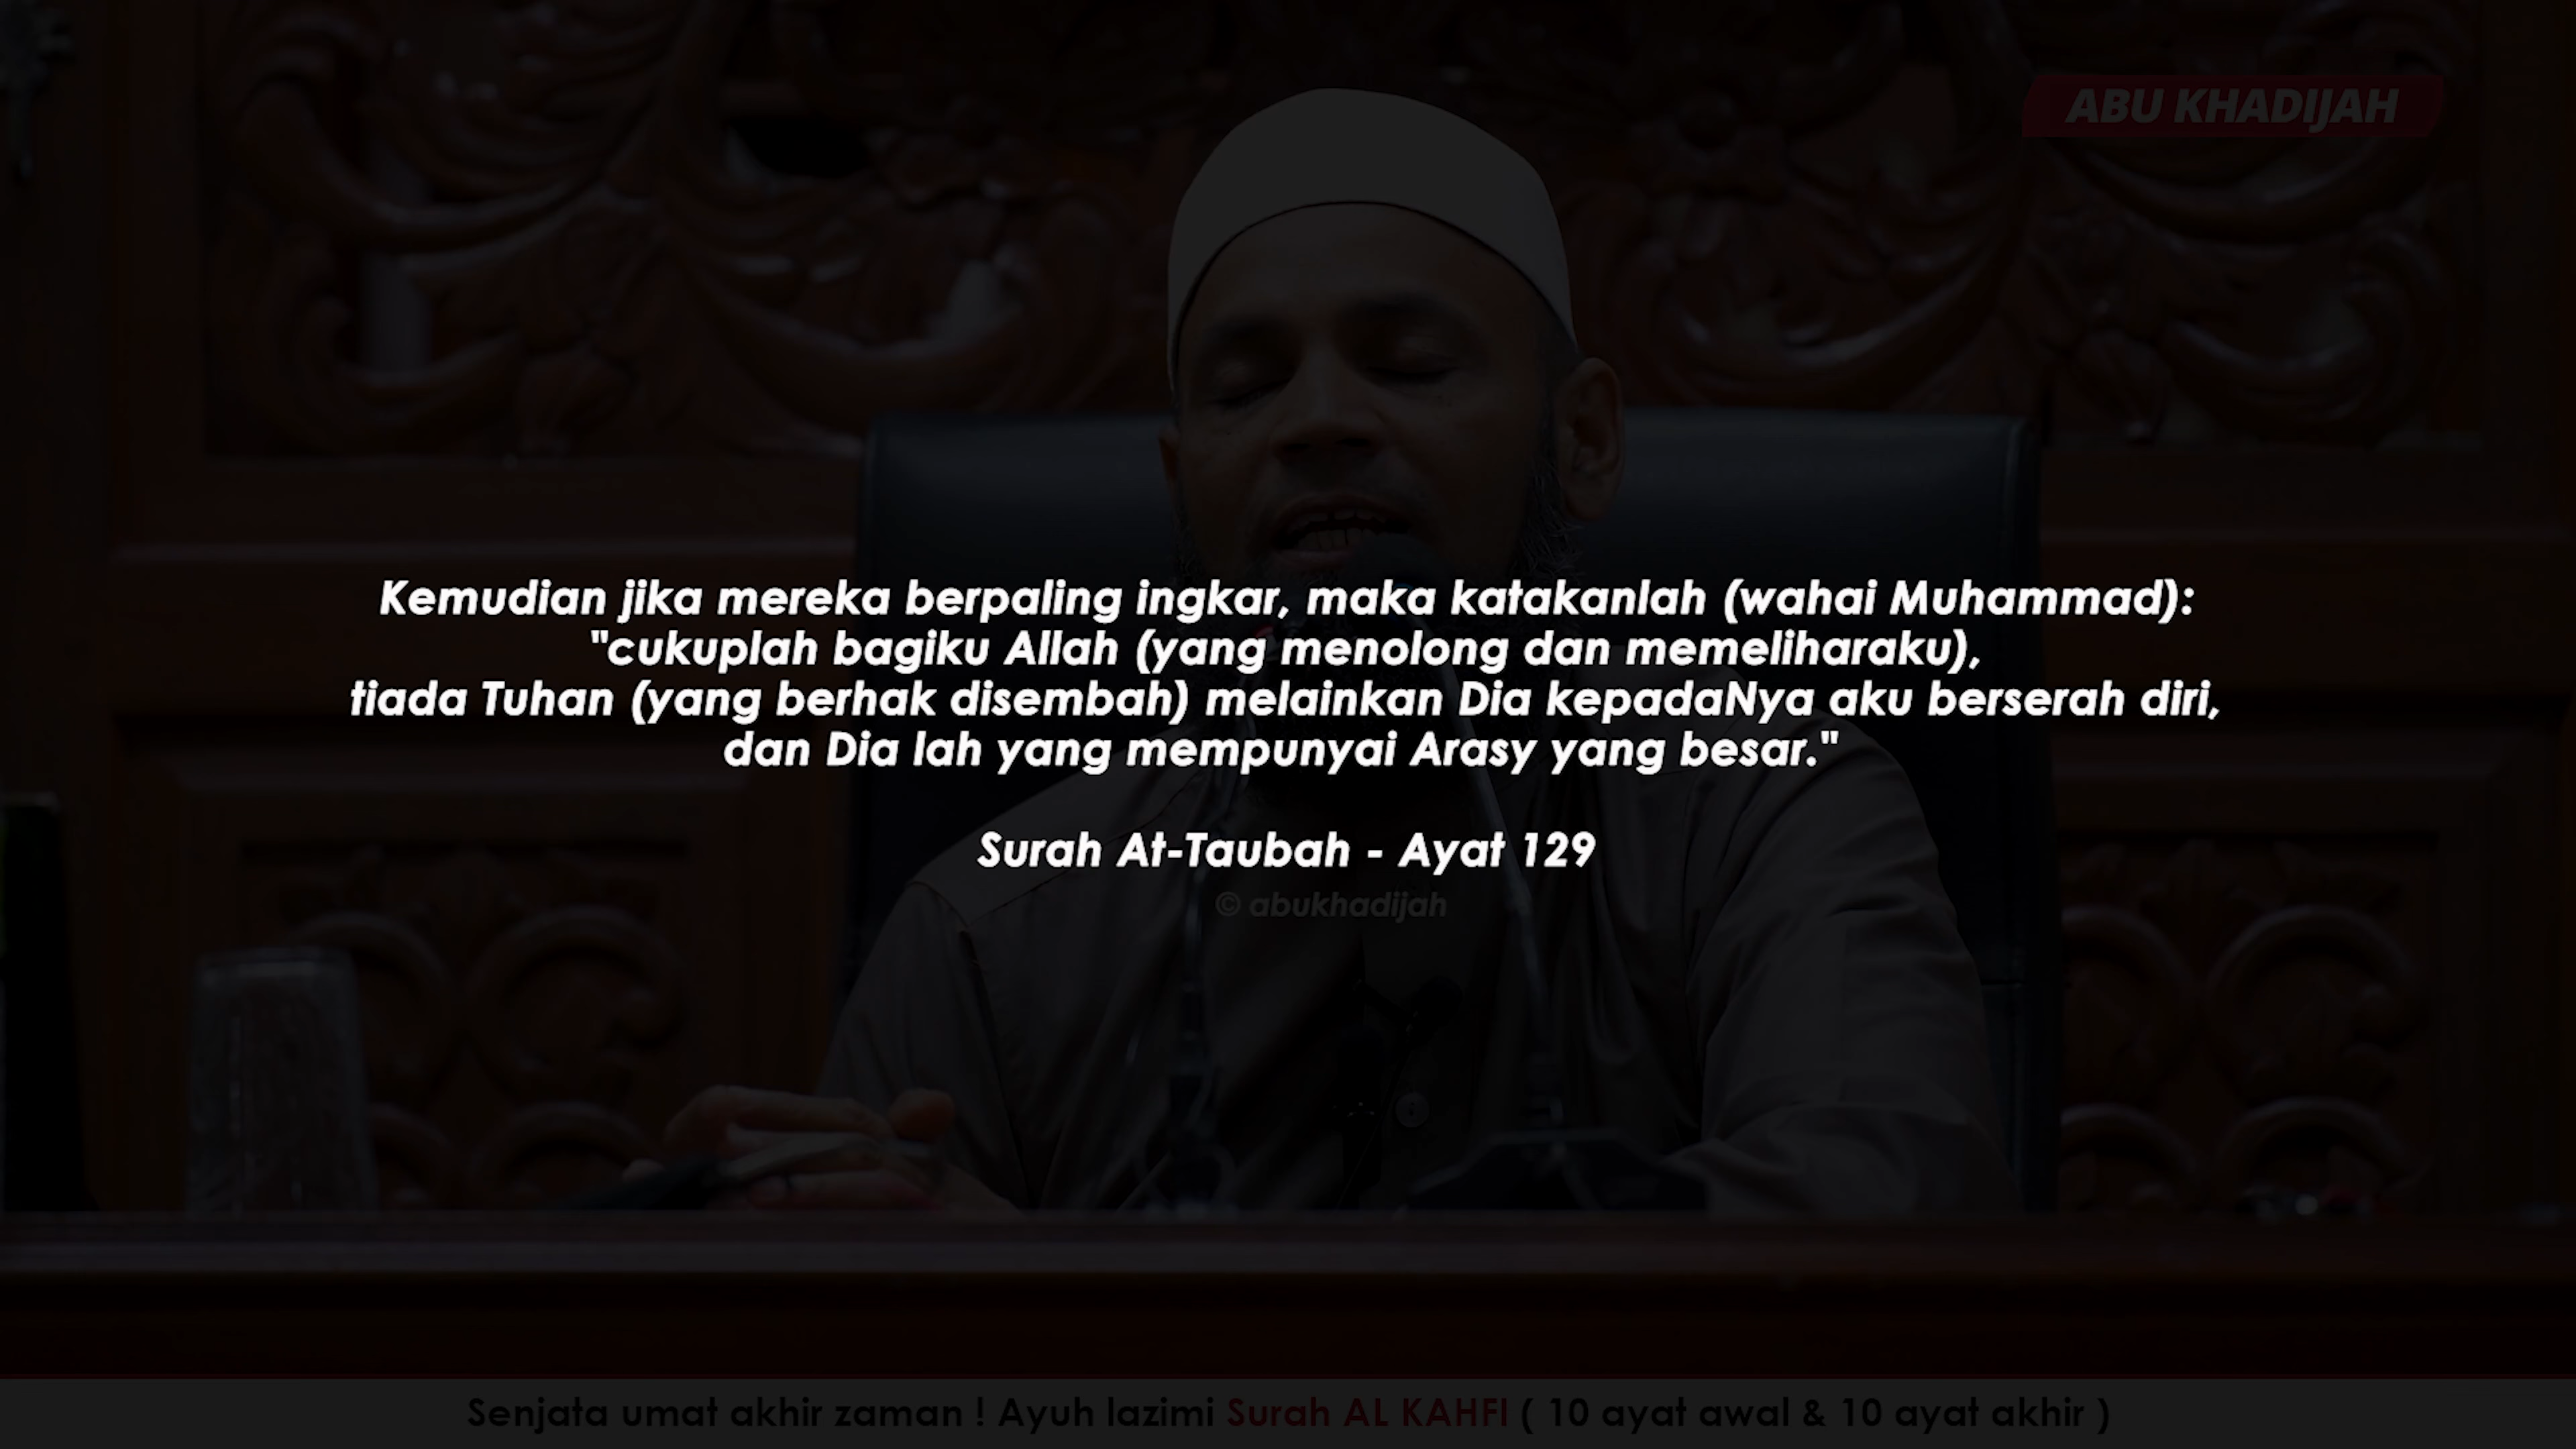 ABU KHADIJAH
Kemudian jika mereka berpaling ingkar, maka katakanlah (wahai Muhammad):
"cukuplah bagiku Allah (yang menolong dan memeliharaku),
tiada Tuhan (yang berhak disembah) melainkan Dia kepadaNya aku berserah diri,
dan Dia lah yang mempunyai Arasy yang besar."
Surah At-Taubah - Ayat 129
© abukhadijah
Senjata umat akhir zaman ! Ayuh lazimi Surah AL KAHFI ( 10 ayat awal & 10 ayat akhir )